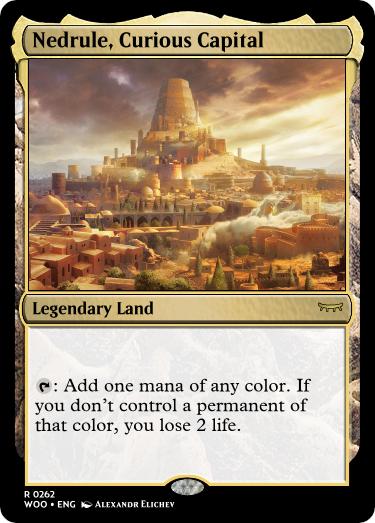 Nedrule, Curious Capital
Legendary Land
: Add one mana of any color. If
you don't control a permanent of
that color, you lose 2 life.
R 0262
WOO • ENG Alexandr Elichev